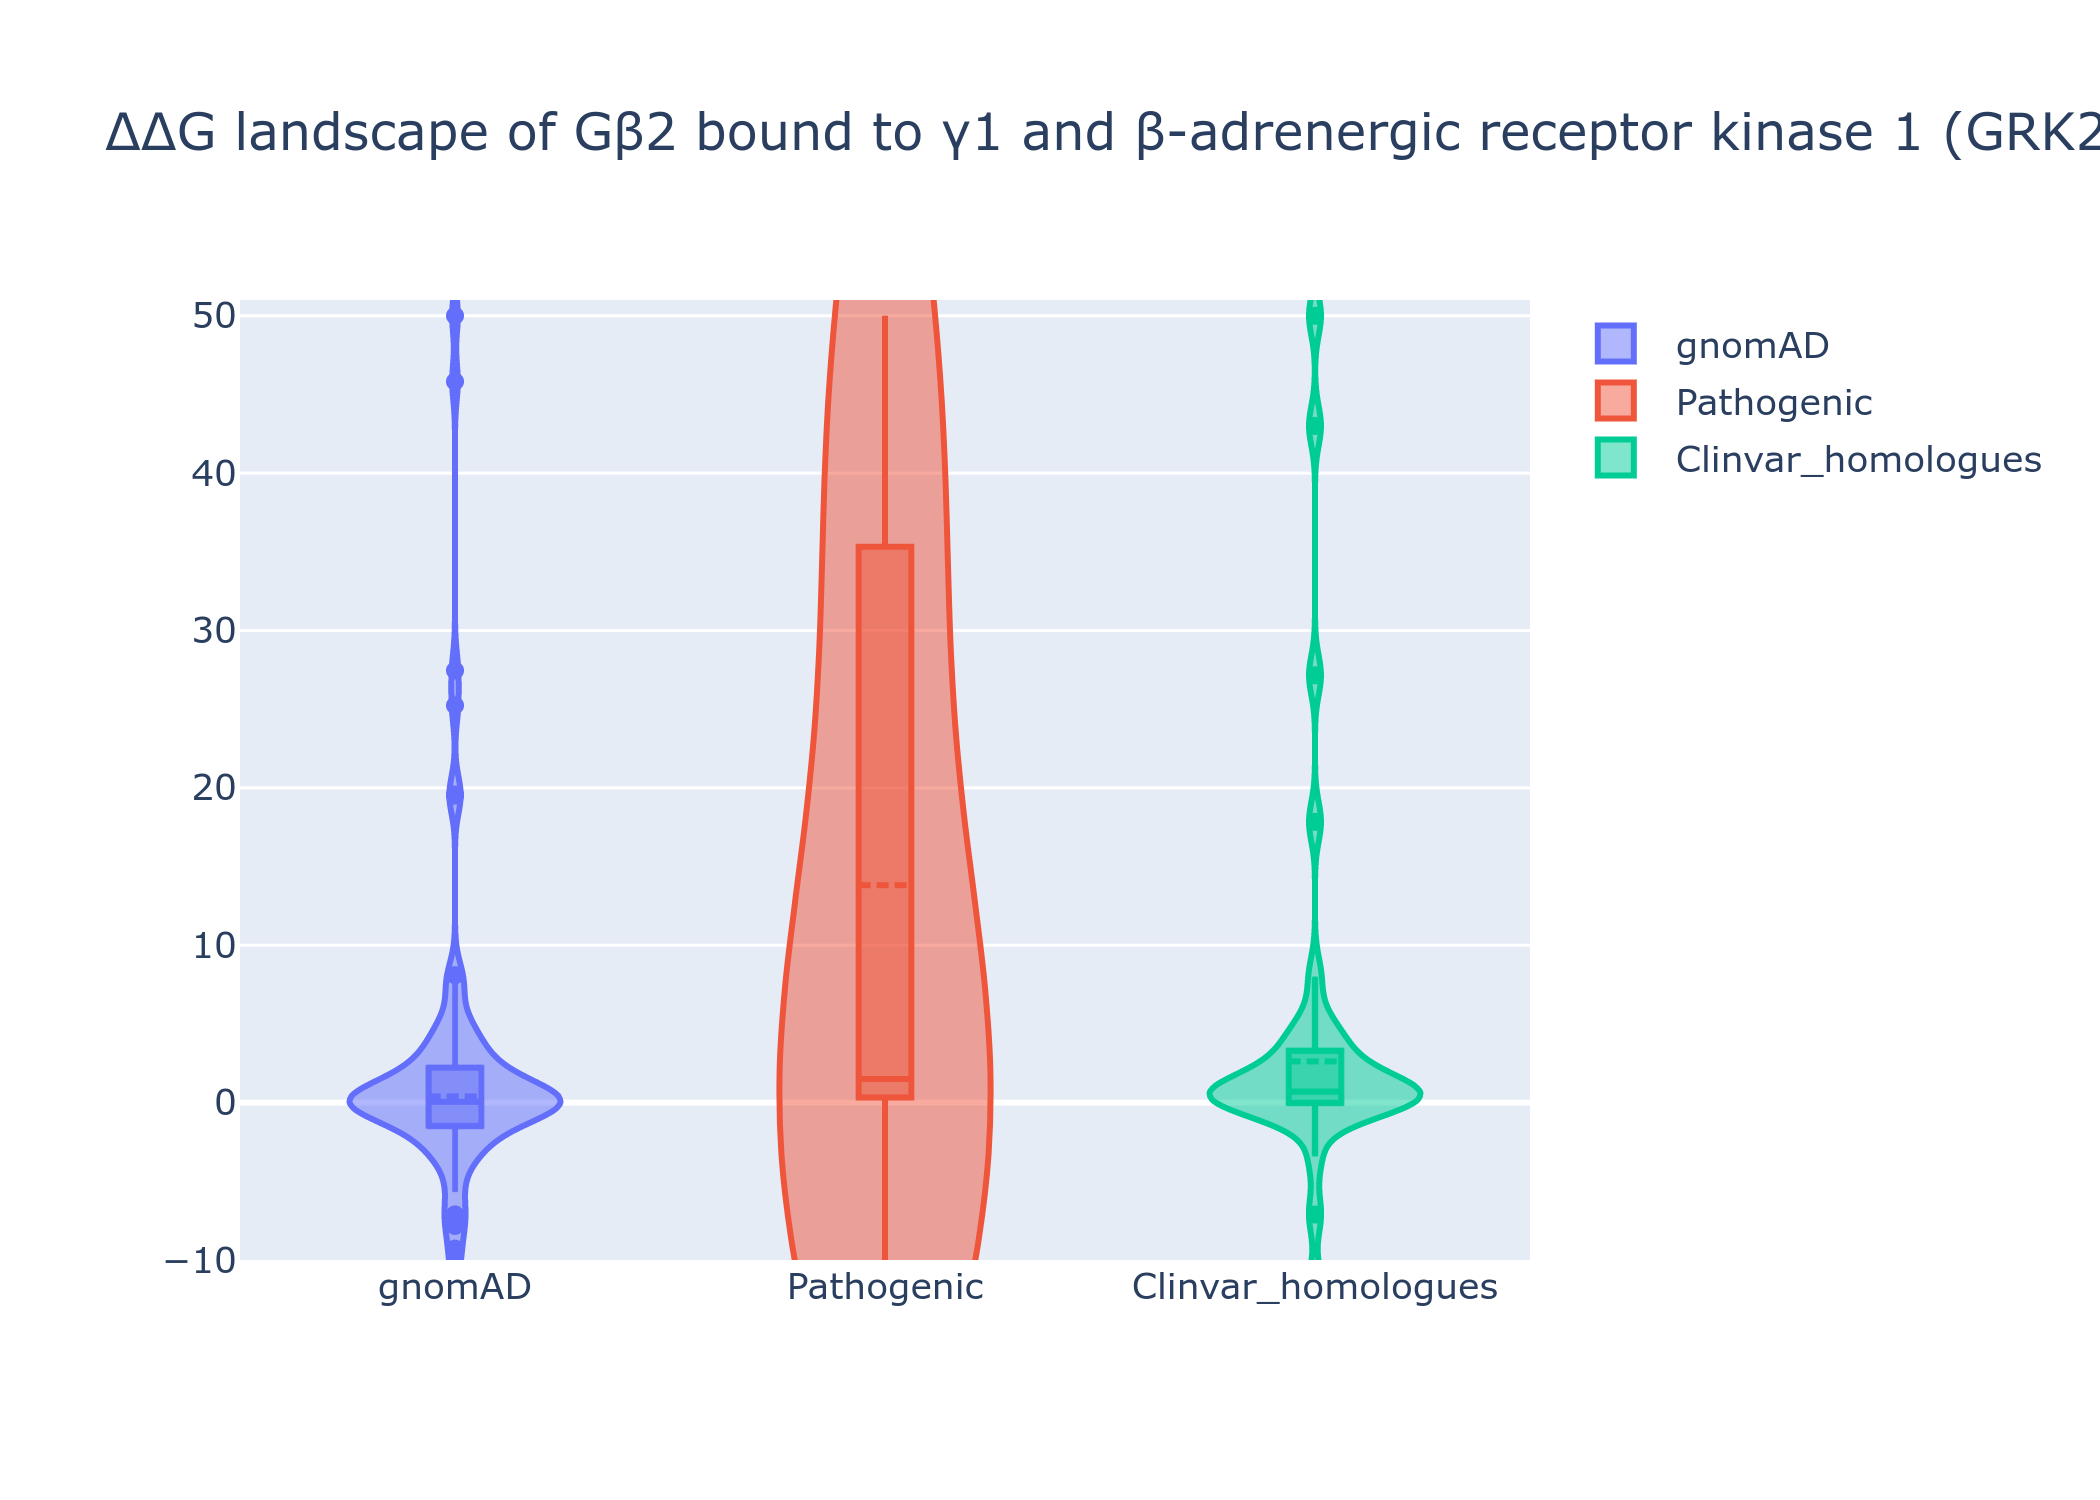 ΔΔG landscape of Gβ2 bound to γ1 and β-adrenergic receptor kinase 1 (GRK2
50
40
30
20
10
0
−10
gnomAD
Pathogenic
Clinvar_homologues
gnomAD
Pathogenic
Clinvar_homologues